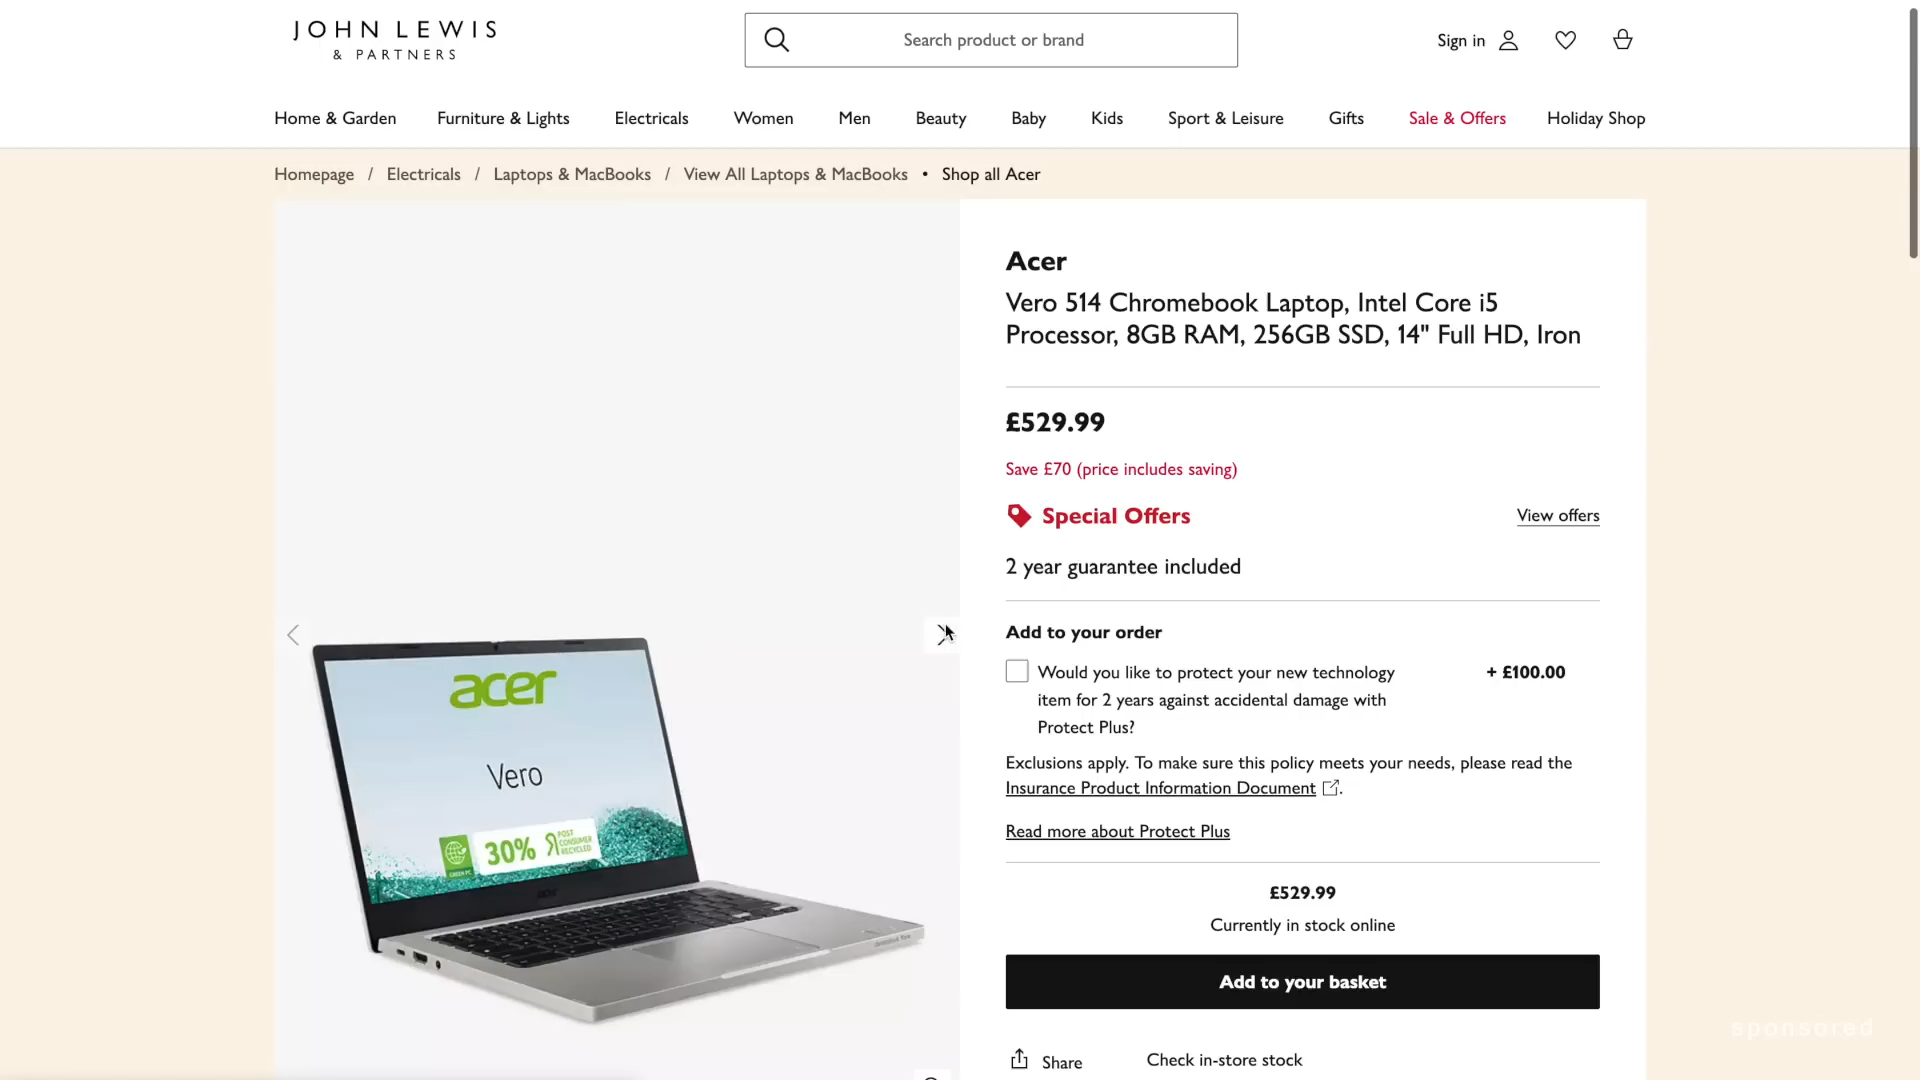 JOHN LEWIS
& PARTNERS
Search product or brand
Sign in
Home & Garden
Furniture & Lights
Electricals
Women
Men
Beauty
Baby
Kids
Sport & Leisure
Gifts
Sale & Offers
Holiday Shop
Homepage / Electricals / Laptops & MacBooks / View All Laptops & MacBooks • Shop all Acer
Acer
Vero 514 Chromebook Laptop, Intel Core i5
Processor, 8GB RAM, 256GB SSD, 14" Full HD, Iron
£529.99
Save £70 (price includes saving)
Special Offers
View offers
2 year guarantee included
Add to your order
Would you like to protect your new technology
item for 2 years against accidental damage with
Protect Plus?
+ £100.00
Exclusions apply. To make sure this policy meets your needs, please read the
Insurance Product Information Document .
Read more about Protect Plus
£529.99
Currently in stock online
Add to your basket
Share
Check in-store stock
acer
Vero
GREEN PC
30%
POST
CONSUMER
RECYCLED
acer
sponsored